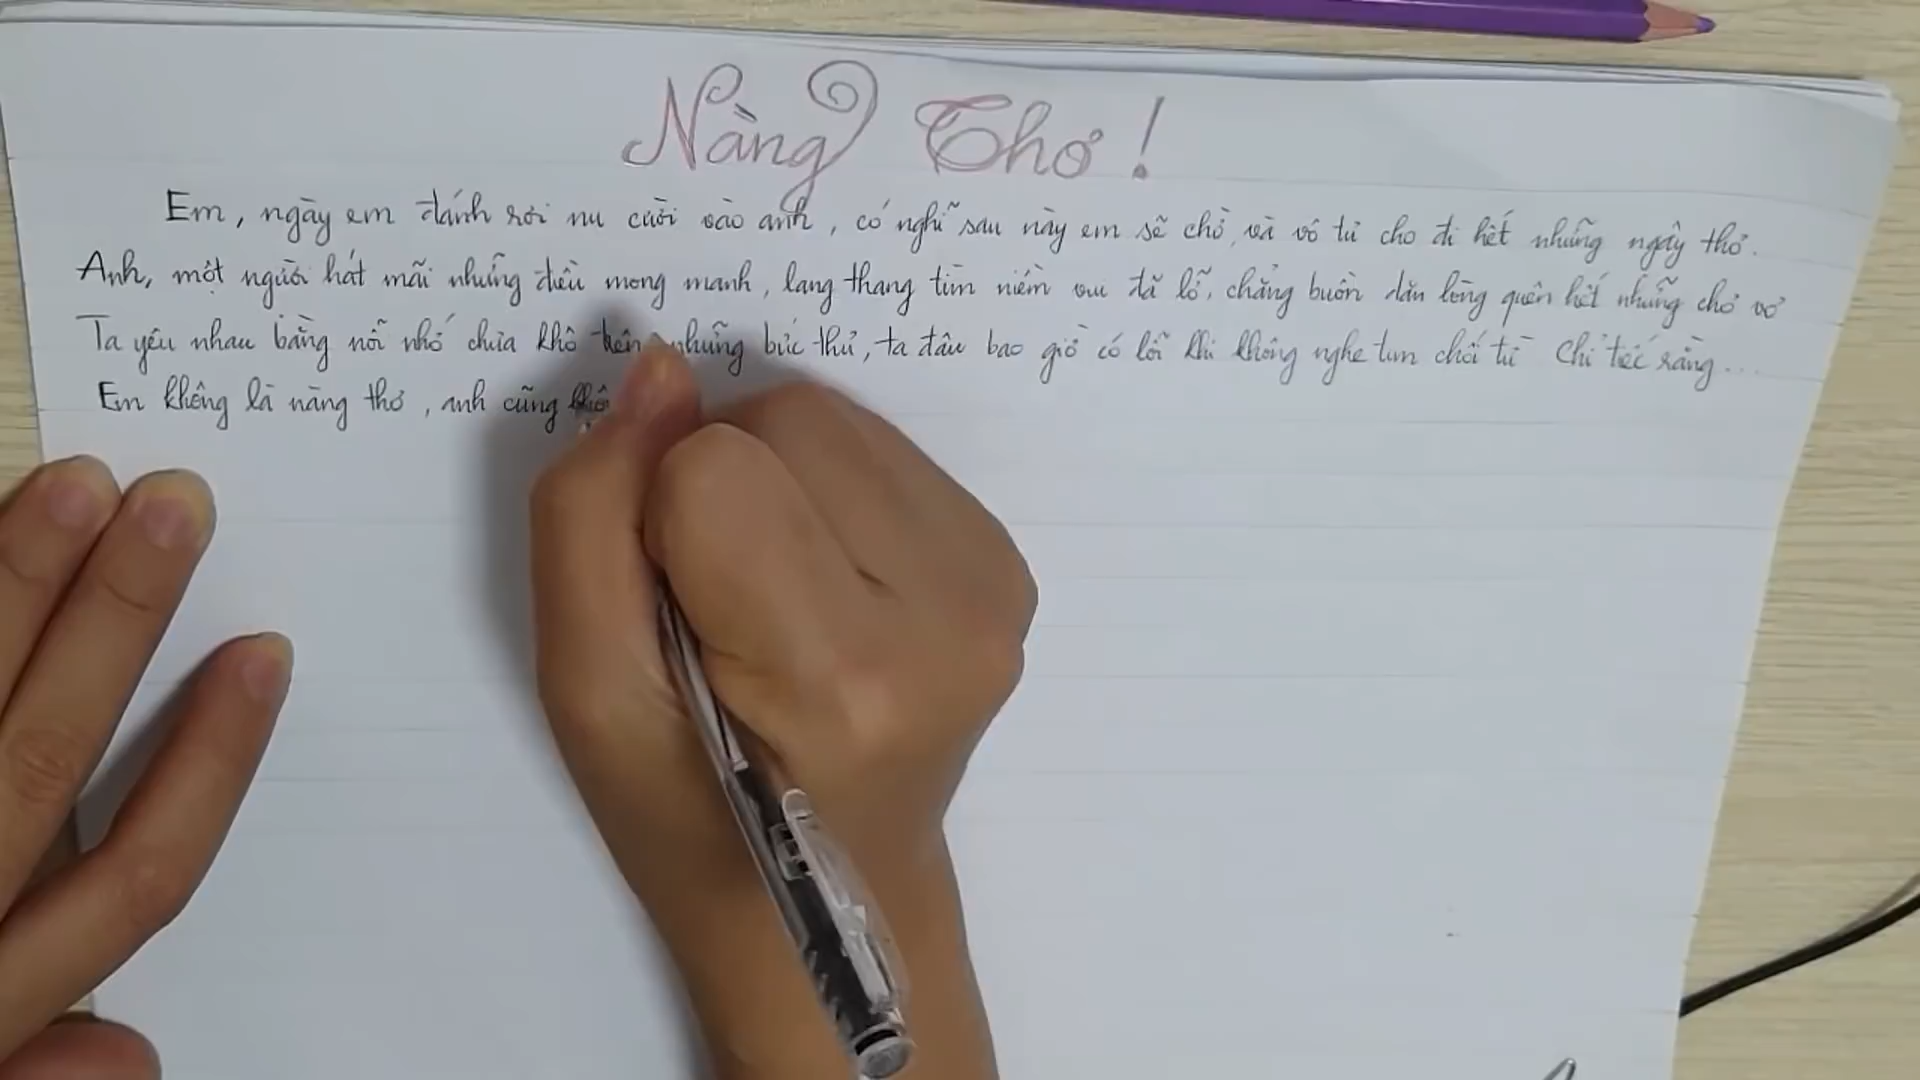 Nàng Thơ!
Em, ngày em đánh rơi nụ cười vào anh, có nghĩ sau này em sẽ chờ, và vô tư cho đi hết những ngây thơ.
Anh, một người hát mãi những điều mong manh, lang thang tìm niềm vui đã lỡ, chẳng buồn dặn lòng quên hết những chơ vơ
Ta yêu nhau bằng nỗi nhớ chưa khô trên những bức thư, ta đâu bao giờ có lỗi khi không nghe tim chối từ Chỉ tiếc rằng...
Em không là nàng thơ, anh cũng